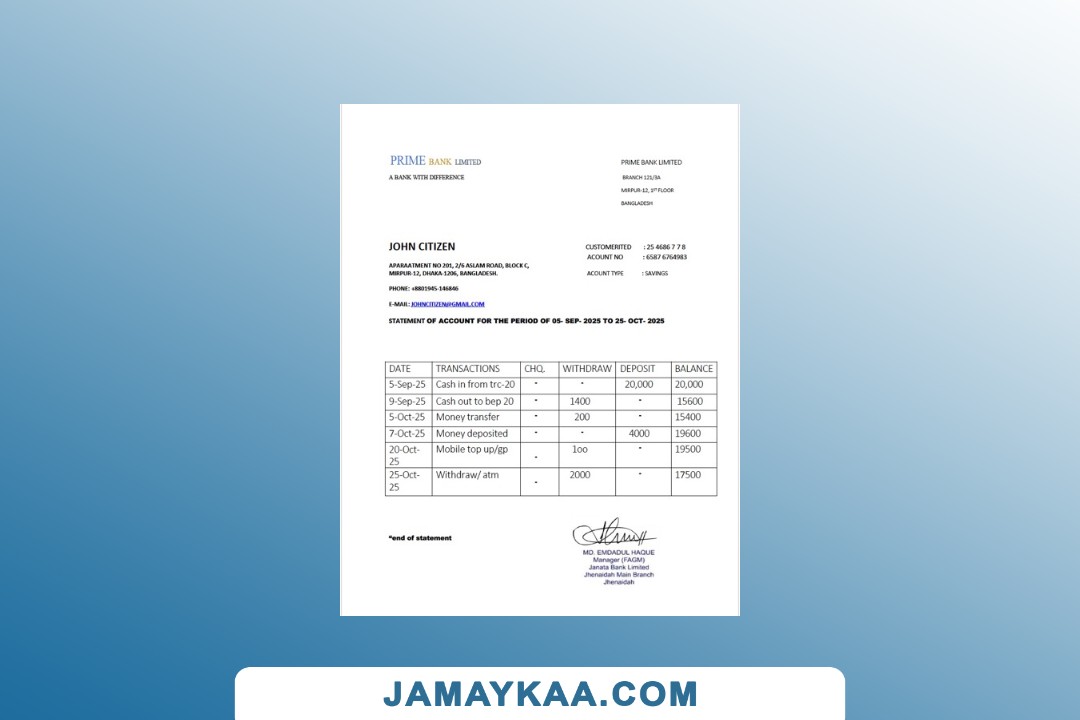 PRIME BANK LIMITED
A BANK WITH DIFFERENCE
PRIME BANK LIMITED
BRANCH 121/3A
MIRPUR-12, 1ST FLOOR
BANGLADESH
JOHN CITIZEN
APARAATMENT NO 201, 2/6 ASLAM ROAD, BLOCK C,
MIRPUR-12, DHAKA-1206, BANGLADESH.
PHONE: +8801945-146846
E-MAIL: JOHNCITIZEN@GMAIL.COM
CUSTOMERITED : 25 4686 7 7 8
ACOUNT NO : 6587 6764983
ACOUNT TYPE : SAVINGS
STATEMENT OF ACCOUNT FOR THE PERIOD OF 05- SEP- 2025 TO 25- OCT- 2025
DATE TRANSACTIONS CHQ. WITHDRAW DEPOSIT BALANCE
5-Sep-25 Cash in from trc-20 - - 20,000 20,000
9-Sep-25 Cash out to bep 20 - 1400 - 15600
5-Oct-25 Money transfer - 200 - 15400
7-Oct-25 Money deposited - - 4000 19600
20-Oct-25 Mobile top up/gp - 1oo - 19500
25-Oct-25 Withdraw/ atm - 2000 - 17500
*end of statement
MD. EMDADUL HAQUE
Manager (FAGM)
Janata Bank Limited
Jhenaidah Main Branch
Jhenaidah
JAMAYKAA.COM